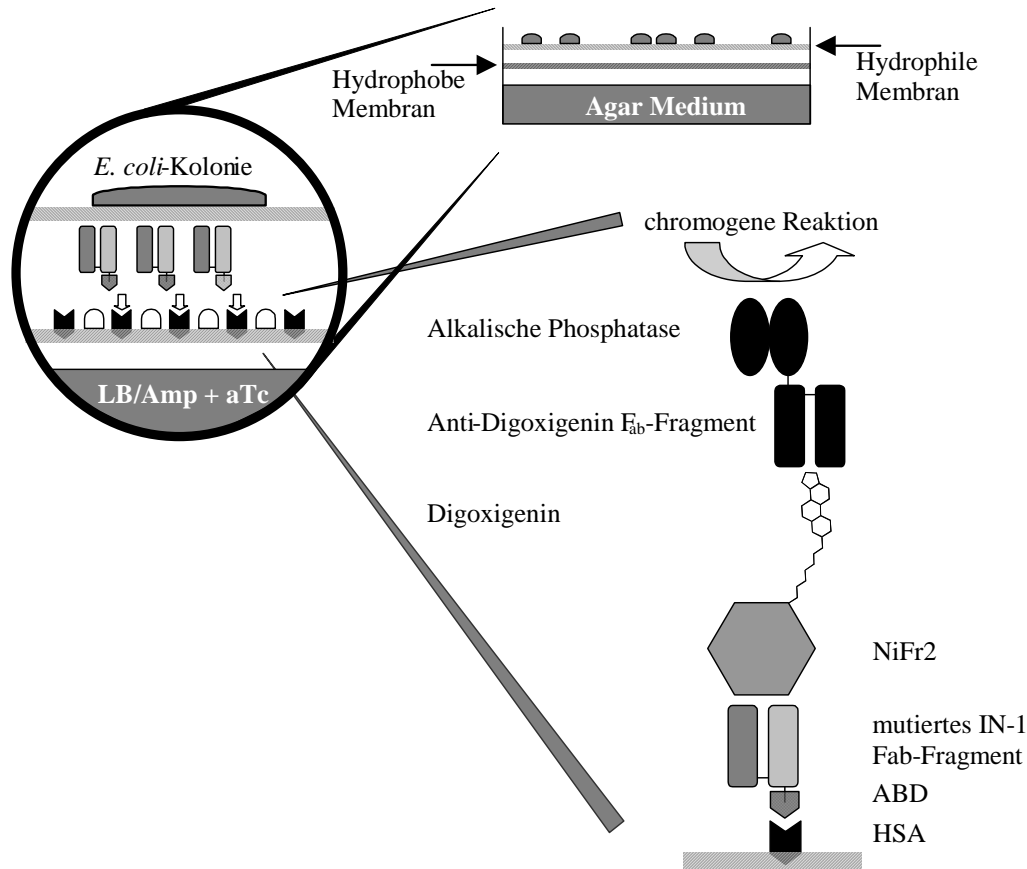 Hydrophobe
Membran
Hydrophile
Membran
Agar Medium
E. coli-Kolonie
LB/Amp + aTc
chromogene Reaktion
Alkalische Phosphatase
Anti-Digoxigenin Fab-Fragment
Digoxigenin
NiFr2
mutiertes IN-1
Fab-Fragment
ABD
HSA